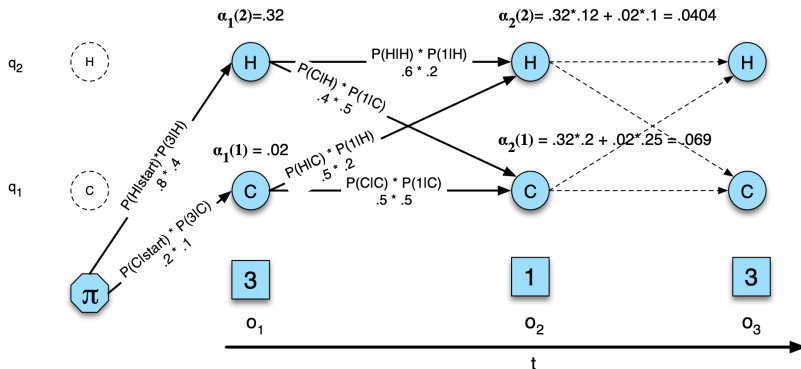 α₁(2)=.32
α₂(2)= .32*.12 + .02*.1 = .0404
q₂
H
H
P(H|H) * P(1|H)
.6 * .2
H
H
P(C|H) * P(1|C)
.4 * .5
P(H|start)*P(3|H)
.8 * .4
α₁(1) = .02
P(H|C) * P(1|H)
.5 * .2
α₂(1) = .32*.2 + .02*.25 = .069
q₁
C
C
P(C|C) * P(1|C)
.5 * .5
C
C
P(C|start) * P(3|C)
.2 * .1
π
3
1
3
o₁
o₂
o₃
t